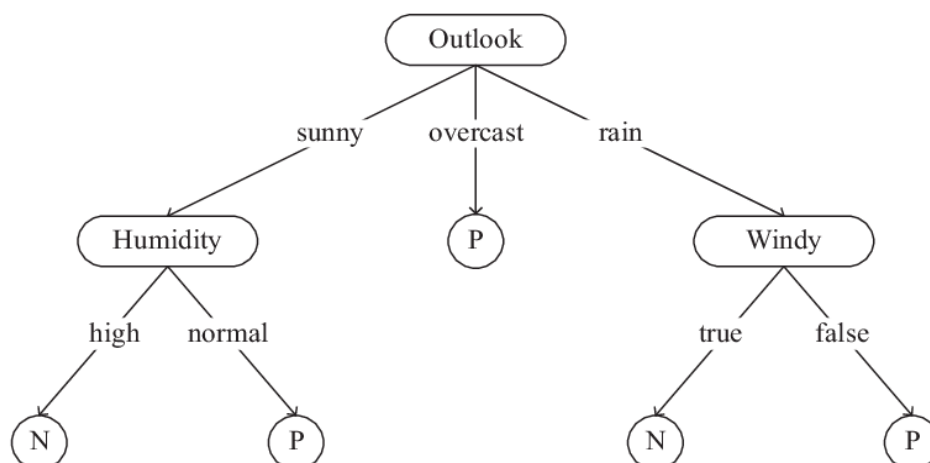 Outlook
sunny overcast rain
Humidity P Windy
high normal true false
N P N P